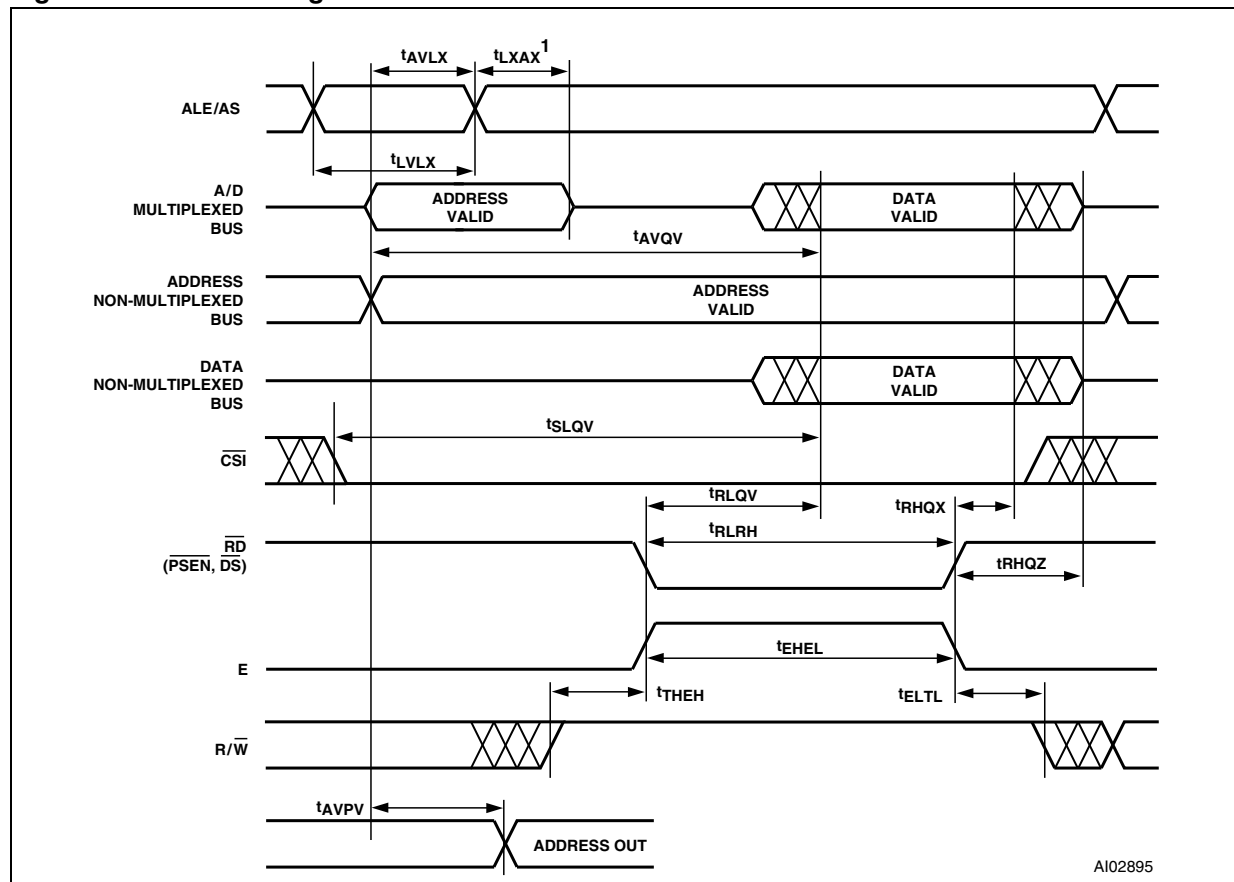 tAVLX tLXAX1
ALE/AS
tLVLX
A/D
MULTIPLEXED
BUS
ADDRESS
VALID
DATA
VALID
tAVQV
ADDRESS
NON-MULTIPLEXED
BUS
ADDRESS
VALID
DATA
NON-MULTIPLEXED
BUS
DATA
VALID
tSLQV
CSI
tRLQV
tRHQX
tRLRH
RD
(PSEN, DS)
tRHQZ
tEHEL
E
tTHEH
tELTL
R/W
tAVPV
ADDRESS OUT
AI02895